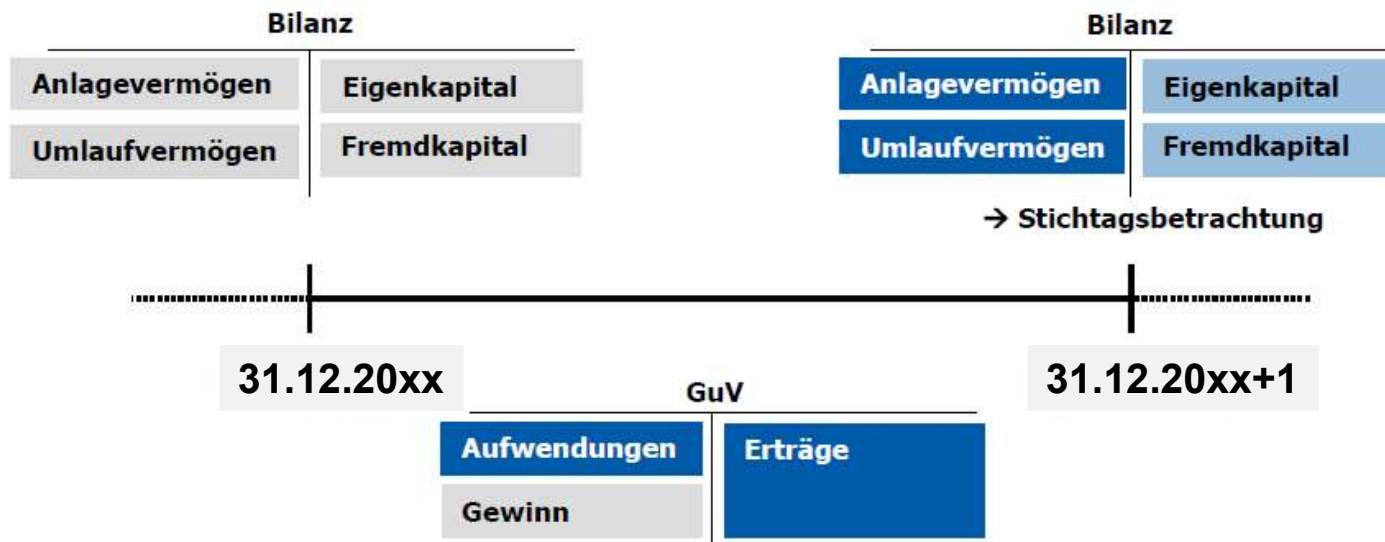 Bilanz
Anlagevermögen Eigenkapital
Umlaufvermögen Fremdkapital
Bilanz
Anlagevermögen Eigenkapital
Umlaufvermögen Fremdkapital
→ Stichtagsbetrachtung
31.12.20xx
31.12.20xx+1
GuV
Aufwendungen Erträge
Gewinn